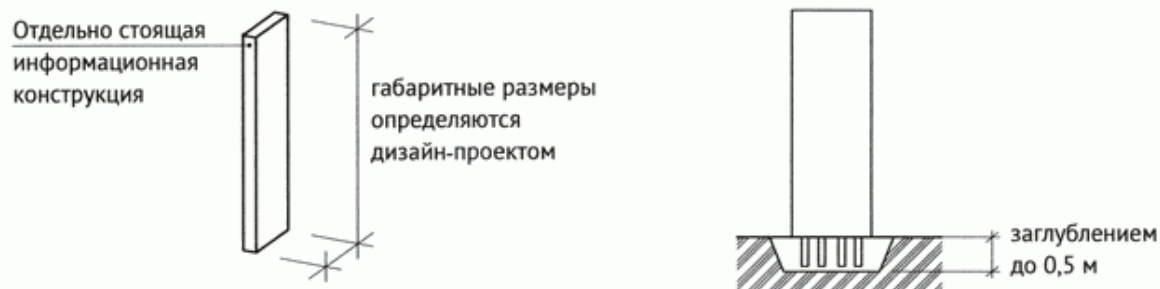 Отдельно стоящая
информационная
конструкция
габаритные размеры
определяются
дизайн-проектом
заглублением
до 0,5 м